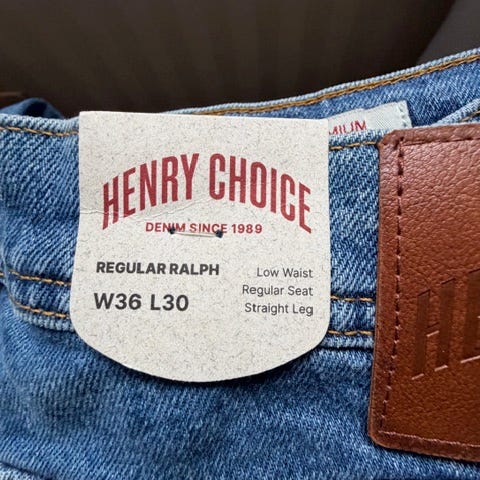 HENRY CHOICE
DENIM SINCE 1989
REGULAR RALPH
W36 L30
Low Waist
Regular Seat
Straight Leg